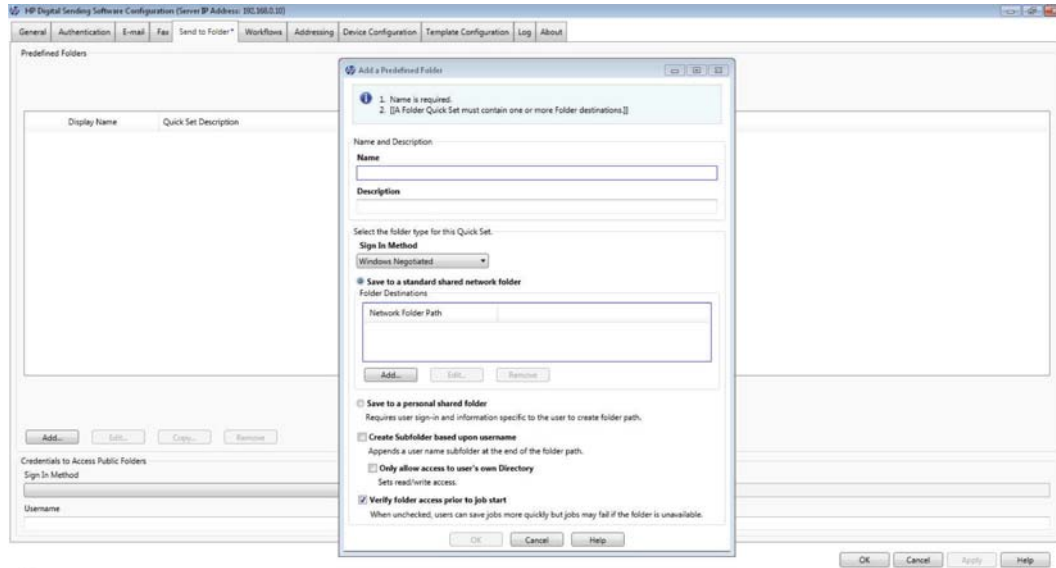 HP Digital Sending Software Configuration (Server IP Address: 192.168.0.10)
General Authentication E-mail Fax Send to Folder* Workflows Addressing Device Configuration Template Configuration Log About
Predefined Folders
Display Name Quick Set Description
Add... Edit... Copy... Remove
Credentials to Access Public Folders
Sign In Method
Username
Add a Predefined Folder
1. Name is required.
2. [[A Folder Quick Set must contain one or more Folder destinations.]]
Name and Description
Name
Description
Select the folder type for this Quick Set.
Sign In Method
Windows Negotiated
Save to a standard shared network folder
Folder Destinations
Network Folder Path
Add... Edit... Remove
Save to a personal shared folder
Requires user sign-in and information specific to the user to create folder path.
Create Subfolder based upon username
Appends a user name subfolder at the end of the folder path.
Only allow access to user's own Directory
Sets read/write access.
Verify folder access prior to job start
When unchecked, users can save jobs more quickly but jobs may fail if the folder is unavailable.
OK Cancel Help
OK Cancel Apply Help